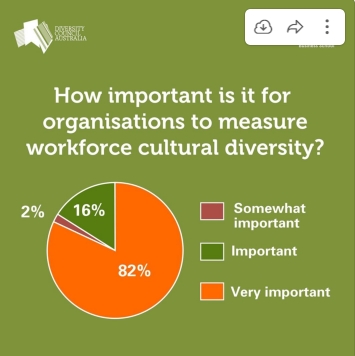 DIVERSITY
COUNCIL
AUSTRALIA
How important is it for
organisations to measure
workforce cultural diversity?
2%
16%
82%
Somewhat
important
Important
Very important